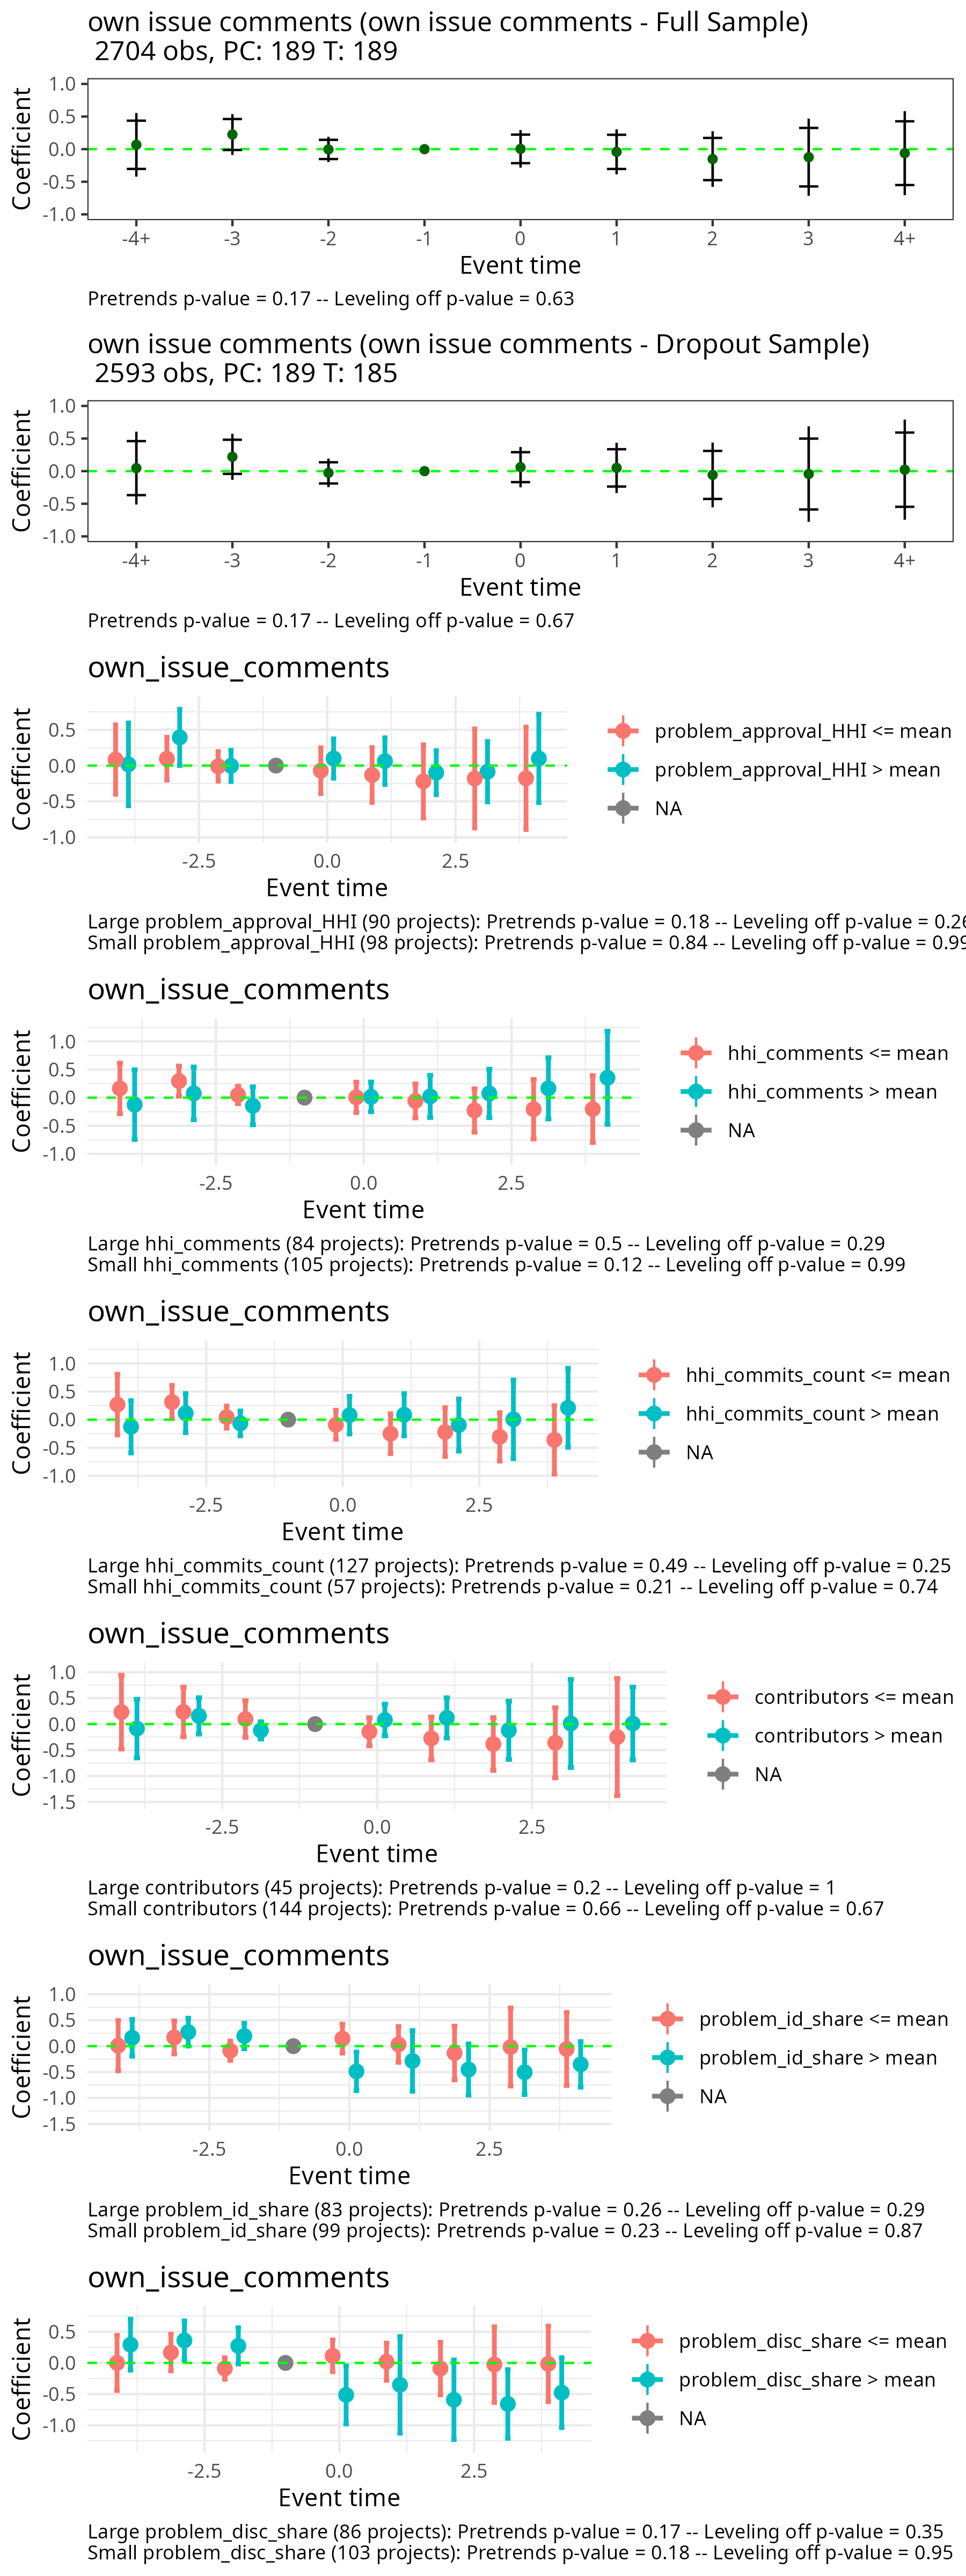 own issue comments (own issue comments - Full Sample)
2704 obs, PC: 189 T: 189
1.0
0.5
0.0
-0.5
-1.0
Coefficient
-4+ -3 -2 -1 0 1 2 3 4+
Event time
Pretrends p-value = 0.17 -- Leveling off p-value = 0.63
own issue comments (own issue comments - Dropout Sample)
2593 obs, PC: 189 T: 185
1.0
0.5
0.0
-0.5
-1.0
Coefficient
-4+ -3 -2 -1 0 1 2 3 4+
Event time
Pretrends p-value = 0.17 -- Leveling off p-value = 0.67
own_issue_comments
0.5
0.0
-0.5
-1.0
Coefficient
-2.5 0.0 2.5
Event time
problem_approval_HHI <= mean
problem_approval_HHI > mean
NA
Large problem_approval_HHI (90 projects): Pretrends p-value = 0.18 -- Leveling off p-value = 0.26
Small problem_approval_HHI (98 projects): Pretrends p-value = 0.84 -- Leveling off p-value = 0.99
own_issue_comments
1.0
0.5
0.0
-0.5
-1.0
Coefficient
-2.5 0.0 2.5
Event time
hhi_comments <= mean
hhi_comments > mean
NA
Large hhi_comments (84 projects): Pretrends p-value = 0.5 -- Leveling off p-value = 0.29
Small hhi_comments (105 projects): Pretrends p-value = 0.12 -- Leveling off p-value = 0.99
own_issue_comments
1.0
0.5
0.0
-0.5
-1.0
Coefficient
-2.5 0.0 2.5
Event time
hhi_commits_count <= mean
hhi_commits_count > mean
NA
Large hhi_commits_count (127 projects): Pretrends p-value = 0.49 -- Leveling off p-value = 0.25
Small hhi_commits_count (57 projects): Pretrends p-value = 0.21 -- Leveling off p-value = 0.74
own_issue_comments
1.0
0.5
0.0
-0.5
-1.0
-1.5
Coefficient
-2.5 0.0 2.5
Event time
contributors <= mean
contributors > mean
NA
Large contributors (45 projects): Pretrends p-value = 0.2 -- Leveling off p-value = 1
Small contributors (144 projects): Pretrends p-value = 0.66 -- Leveling off p-value = 0.67
own_issue_comments
1.0
0.5
0.0
-0.5
-1.0
-1.5
Coefficient
-2.5 0.0 2.5
Event time
problem_id_share <= mean
problem_id_share > mean
NA
Large problem_id_share (83 projects): Pretrends p-value = 0.26 -- Leveling off p-value = 0.29
Small problem_id_share (99 projects): Pretrends p-value = 0.23 -- Leveling off p-value = 0.87
own_issue_comments
0.5
0.0
-0.5
-1.0
Coefficient
-2.5 0.0 2.5
Event time
problem_disc_share <= mean
problem_disc_share > mean
NA
Large problem_disc_share (86 projects): Pretrends p-value = 0.17 -- Leveling off p-value = 0.35
Small problem_disc_share (103 projects): Pretrends p-value = 0.18 -- Leveling off p-value = 0.95